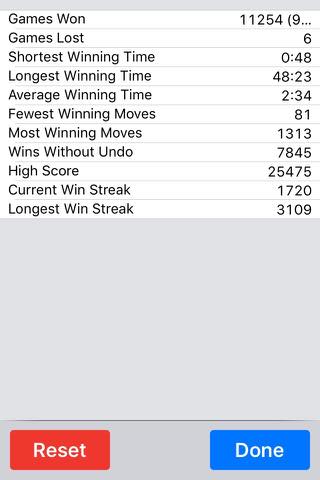 Games Won 11254 (9...
Games Lost 6
Shortest Winning Time 0:48
Longest Winning Time 48:23
Average Winning Time 2:34
Fewest Winning Moves 81
Most Winning Moves 1313
Wins Without Undo 7845
High Score 25475
Current Win Streak 1720
Longest Win Streak 3109
Reset Done